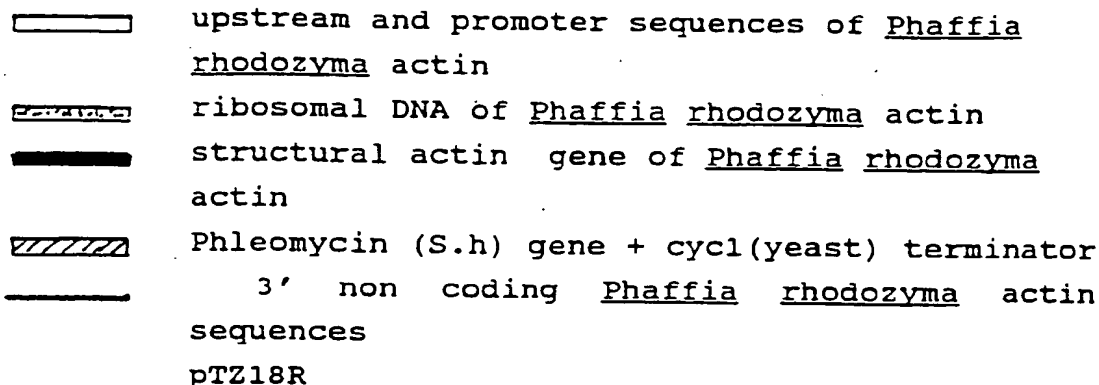 upstream and promoter sequences of Phaffia
rhodozyma actin
ribosomal DNA of Phaffia rhodozyma actin
structural actin gene of Phaffia rhodozyma
actin
Phleomycin (S.h) gene + cyc1(yeast) terminator
3' non coding Phaffia rhodozyma actin
sequences
pTZ18R